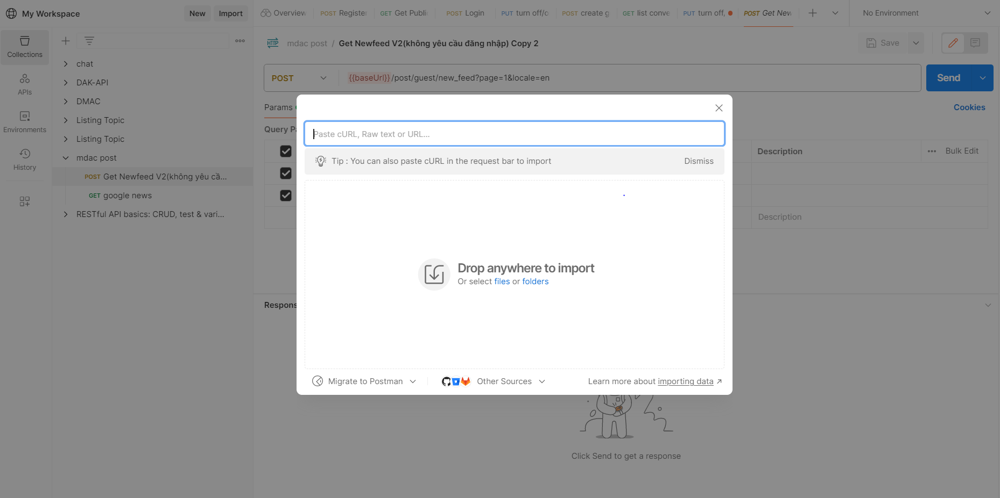 My Workspace
New
Import
Overview
POST Register
GET Get Publi
POST Login
PUT turn off/o
POST create g
GET list conve
PUT turn off,
POST Get New
No Environment
Collections
APIs
Environments
History
chat
DAK-API
DMAC
Listing Topic
Listing Topic
mdac post
POST Get Newfeed V2(không yêu cầ...
GET google news
RESTful API basics: CRUD, test & vari...
HTTP mdac post / Get Newfeed V2(không yêu cầu đăng nhập) Copy 2
Save
POST
{{baseUrl}}/post/guest/new_feed?page=1&locale=en
Send
Params
Cookies
Query Pa
Description
Bulk Edit
Description
Paste cURL, Raw text or URL...
Tip : You can also paste cURL in the request bar to import
Dismiss
Drop anywhere to import
Or select files or folders
Migrate to Postman
Other Sources
Learn more about importing data
Respons
Click Send to get a response